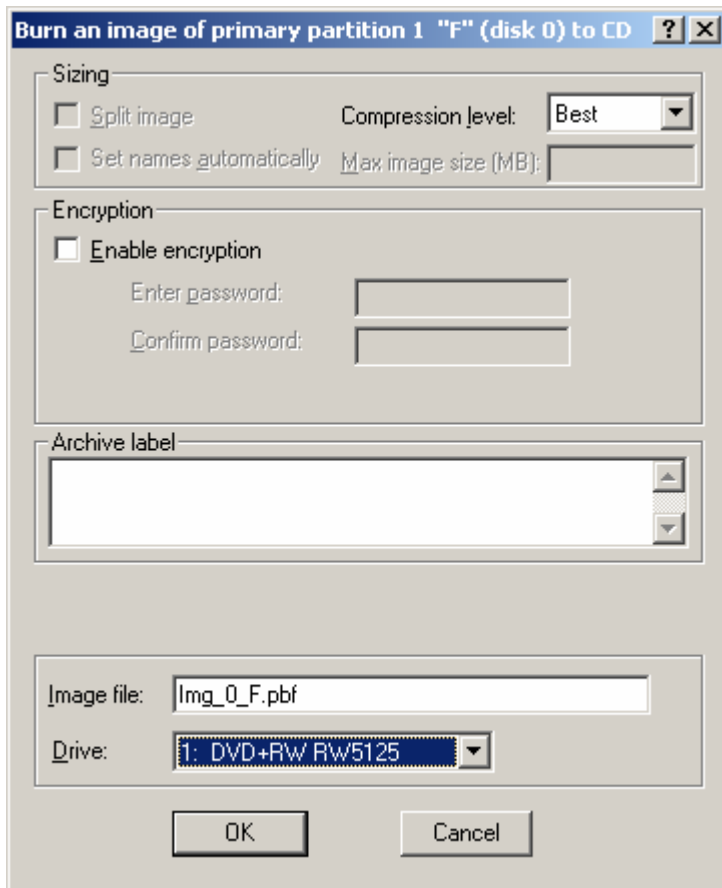 Burn an image of primary partition 1 "F" (disk 0) to CD ? X
Sizing
Split image Compression level: Best
Set names automatically Max image size (MB):
Encryption
Enable encryption
Enter password:
Confirm password:
Archive label
Image file: Img_0_F.pbf
Drive: 1: DVD+RW RW5125
OK Cancel